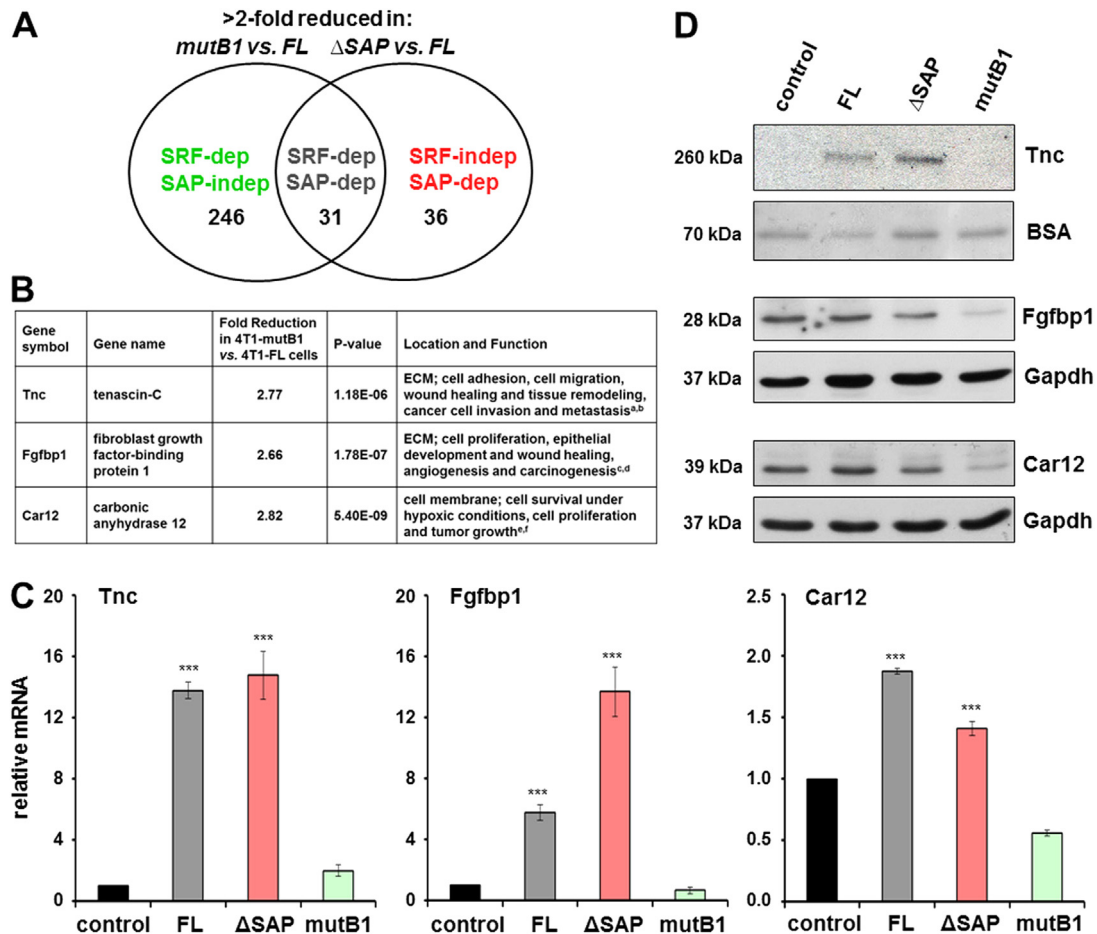 A
>2-fold reduced in:
mutB1 vs. FL ΔSAP vs. FL
SRF-dep
SAP-indep
246
SRF-dep
SAP-dep
31
SRF-indep
SAP-dep
36
B
Gene symbol
Gene name
Fold Reduction in 4T1-mutB1 vs. 4T1-FL cells
P-value
Location and Function
Tnc
tenascin-C
2.77
1.18E-06
ECM; cell adhesion, cell migration,
wound healing and tissue remodeling,
cancer cell invasion and metastasisa,b
Fgfbp1
fibroblast growth
factor-binding
protein 1
2.66
1.78E-07
ECM; cell proliferation, epithelial
development and wound healing,
angiogenesis and carcinogenesisc,d
Car12
carbonic
anyhydrase 12
2.82
5.40E-09
cell membrane; cell survival under
hypoxic conditions, cell proliferation
and tumor growthe,f
C
relative mRNA
Tnc
20
16
12
8
4
0
***
***
control FL ΔSAP mutB1
Fgfbp1
20
16
12
8
4
0
***
***
control FL ΔSAP mutB1
Car12
2.5
2.0
1.5
1.0
0.5
0
***
***
control FL ΔSAP mutB1
D
control FL ΔSAP mutB1
260 kDa Tnc
70 kDa BSA
28 kDa Fgfbp1
37 kDa Gapdh
39 kDa Car12
37 kDa Gapdh